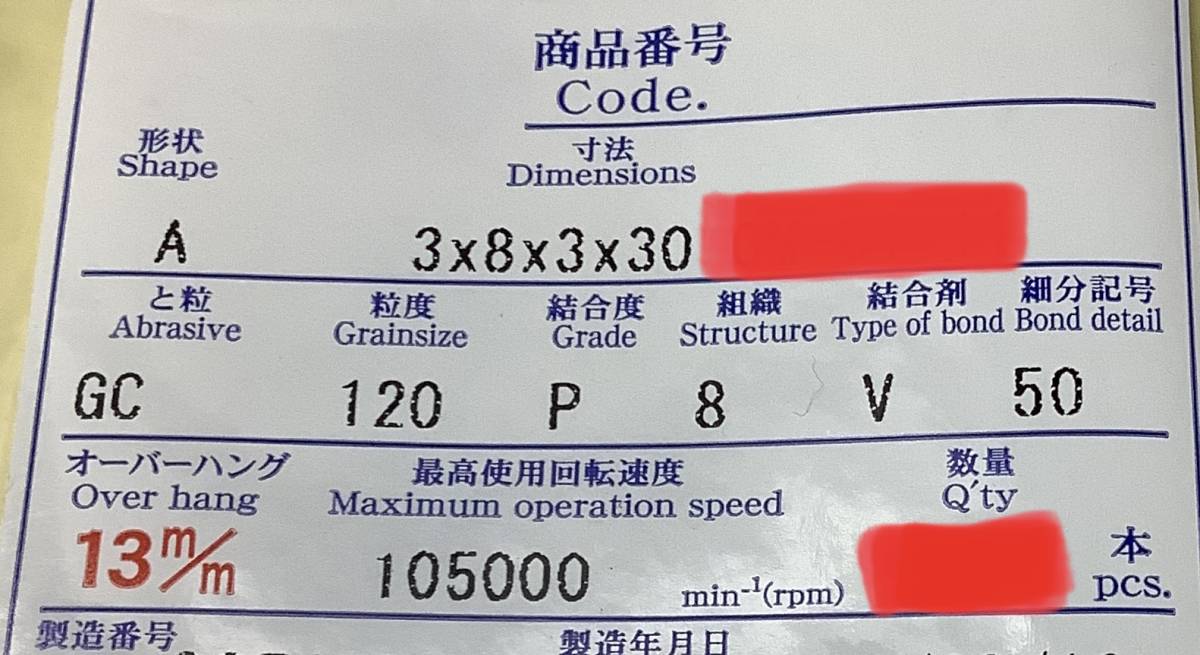 商品番号
Code.
形状 寸法
Shape Dimensions
A 3x8x3x30
と粒 粒度 結合度 組織 結合剤 細分記号
Abrasive Grainsize Grade Structure Type of bond Bond detail
GC 120 P 8 V 50
オーバーハング 最高使用回転速度 数量
Over hang Maximum operation speed Q'ty
13m/m 105000 min⁻¹(rpm) 本
pcs.
製造番号 製造年月日